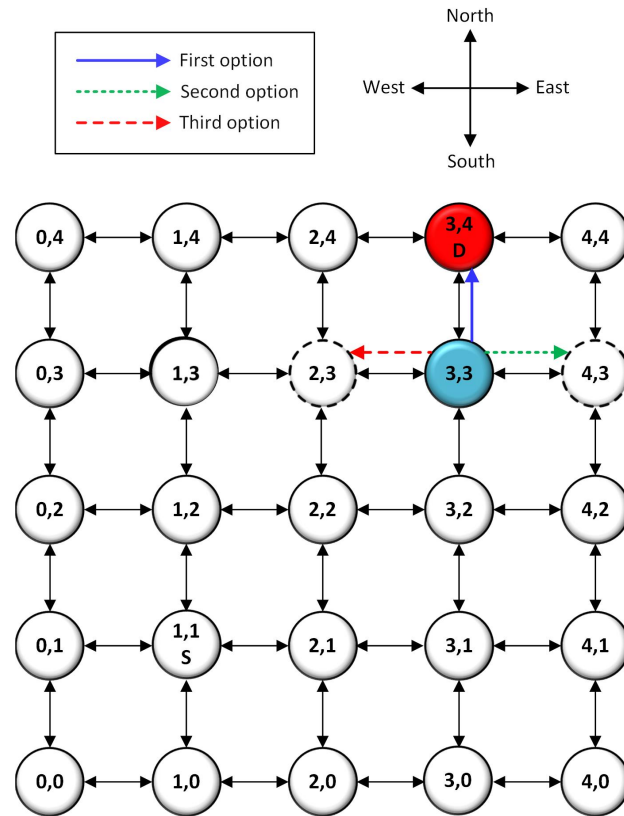 First option
Second option
Third option
North
West
East
South
0,4
1,4
2,4
3,4
D
4,4
0,3
1,3
2,3
3,3
4,3
0,2
1,2
2,2
3,2
4,2
0,1
1,1
S
2,1
3,1
4,1
0,0
1,0
2,0
3,0
4,0